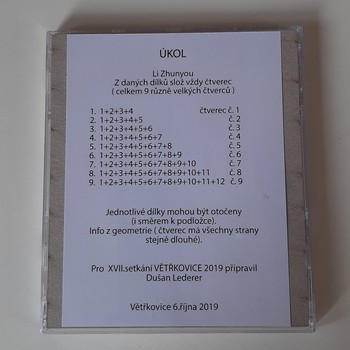 ÚKOL
Li Zhunyou
Z daných dílků slož vždy čtverec
( celkem 9 různě velkých čtverců )
1. 1+2+3+4 čtverec č. 1
2. 1+2+3+4+5 č. 2
3. 1+2+3+4+5+6 č. 3
4. 1+2+3+4+5+6+7 č. 4
5. 1+2+3+4+5+6+7+8 č. 5
6. 1+2+3+4+5+6+7+8+9 č. 6
7. 1+2+3+4+5+6+7+8+9+10 č. 7
8. 1+2+3+4+5+6+7+8+9+10+11 č. 8
9. 1+2+3+4+5+6+7+8+9+10+11+12 č. 9
Jednotlivé dílky mohou být otočeny
(i směrem k podložce).
Info z geometrie ( čtverec má všechny strany
stejně dlouhé).
Pro XVII.setkání VĚTŘKOVICE 2019 připravil
Dušan Lederer
Větřkovice 6.října 2019